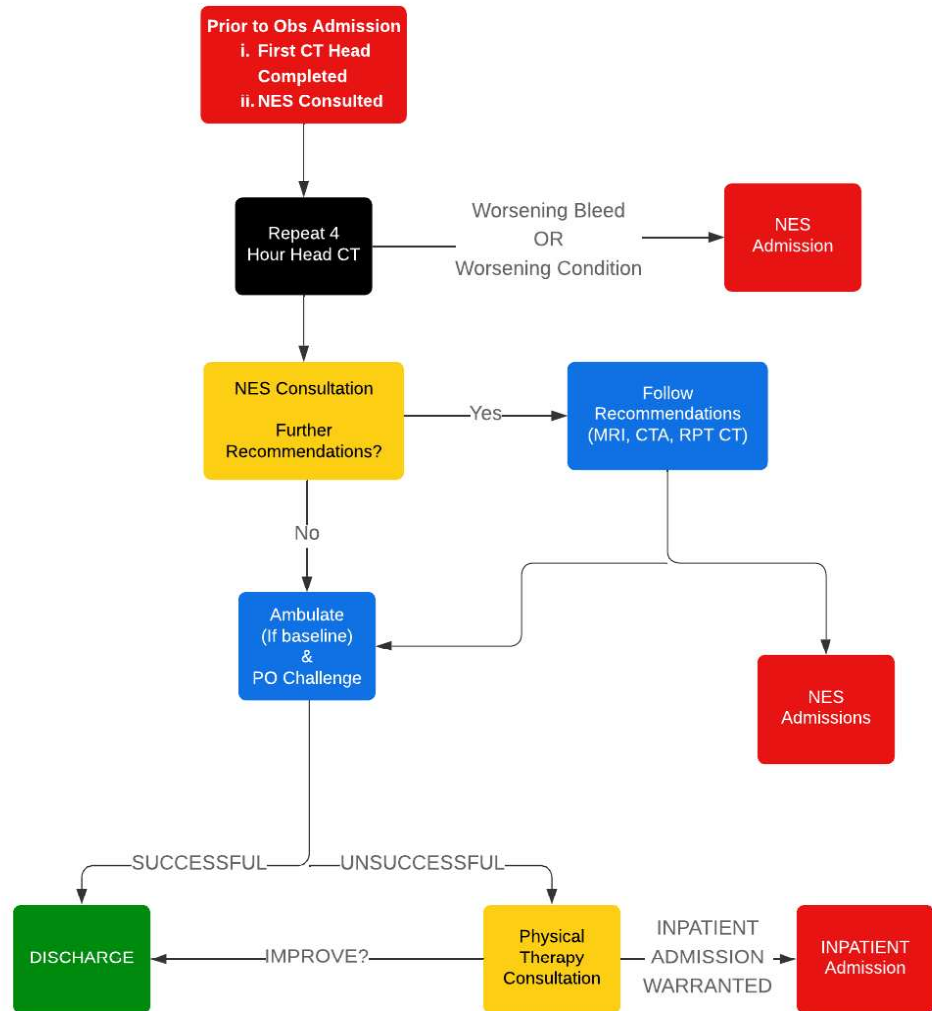 Prior to Obs Admission
i. First CT Head
Completed
ii. NES Consulted
Repeat 4
Hour Head CT
Worsening Bleed
OR
Worsening Condition
NES
Admission
NES Consultation
Further
Recommendations?
Yes
Follow
Recommendations
(MRI, CTA, RPT CT)
No
Ambulate
(If baseline)
&
PO Challenge
NES
Admissions
SUCCESSFUL
UNSUCCESSFUL
DISCHARGE
IMPROVE?
Physical
Therapy
Consultation
INPATIENT
ADMISSION
WARRANTED
INPATIENT
Admission